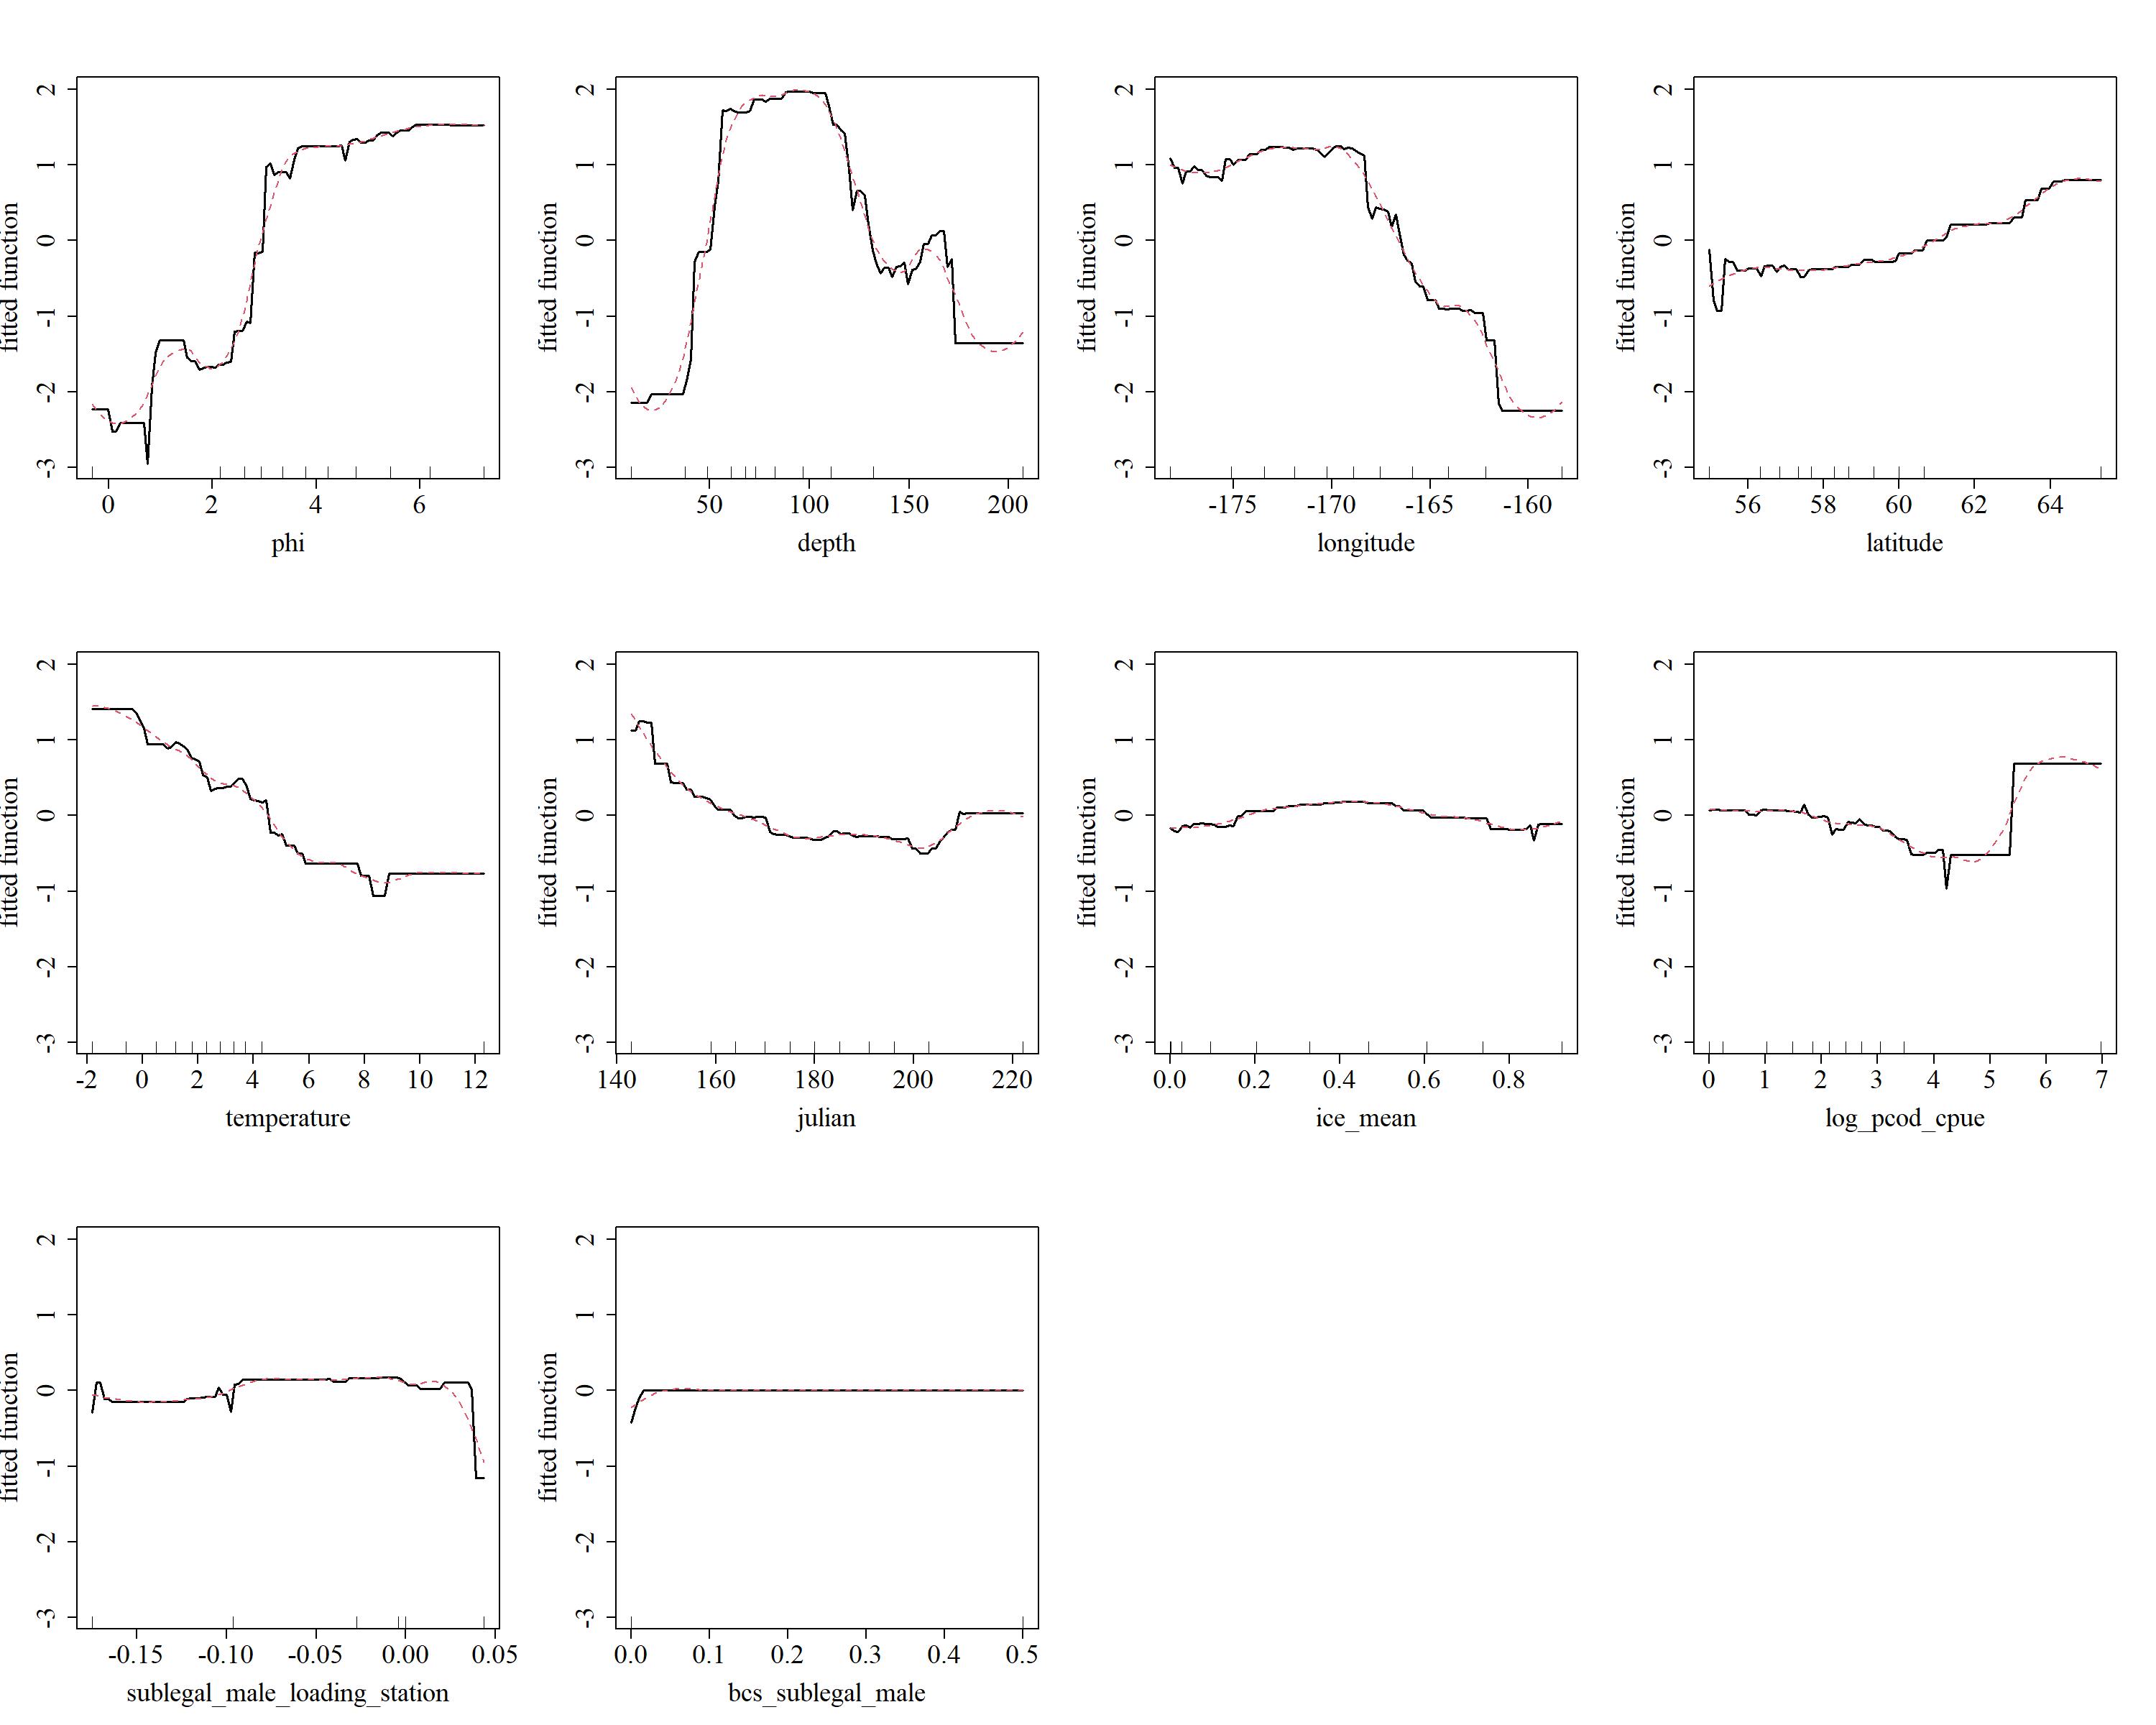 fitted function
2
1
0
-1
-2
-3
0 2 4 6
phi
fitted function
2
1
0
-1
-2
-3
50 100 150 200
depth
fitted function
2
1
0
-1
-2
-3
-175 -170 -165 -160
longitude
fitted function
2
1
0
-1
-2
-3
56 58 60 62 64
latitude
fitted function
2
1
0
-1
-2
-3
-2 0 2 4 6 8 10 12
temperature
fitted function
2
1
0
-1
-2
-3
140 160 180 200 220
julian
fitted function
2
1
0
-1
-2
-3
0.0 0.2 0.4 0.6 0.8
ice_mean
fitted function
2
1
0
-1
-2
-3
0 1 2 3 4 5 6 7
log_pcod_cpue
fitted function
2
1
0
-1
-2
-3
-0.15 -0.10 -0.05 0.00 0.05
sublegal_male_loading_station
fitted function
2
1
0
-1
-2
-3
0.0 0.1 0.2 0.3 0.4 0.5
bcs_sublegal_male